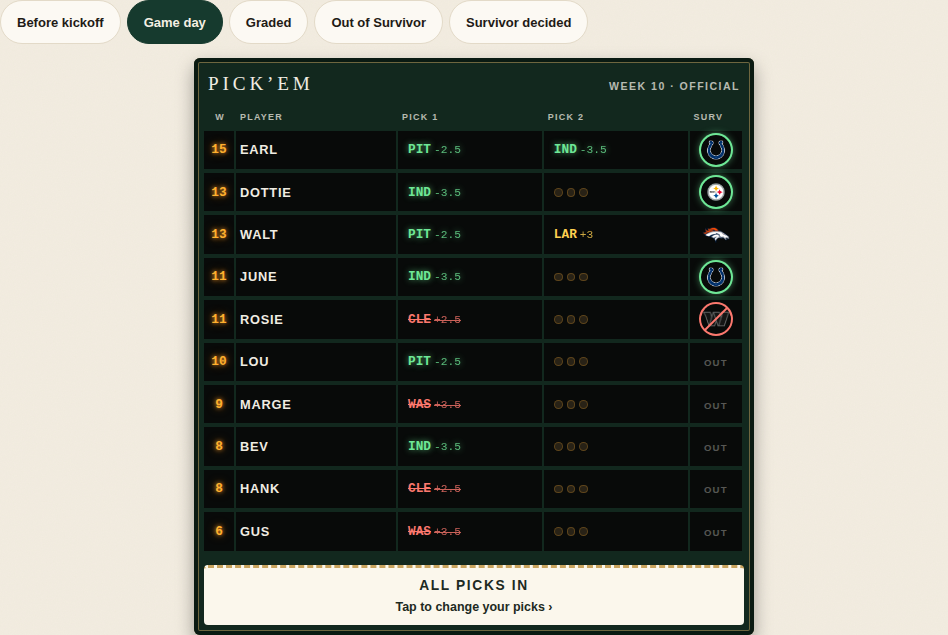 Before kickoff Game day Graded Out of Survivor Survivor decided
PICK’EM WEEK 10 · OFFICIAL
W PLAYER PICK 1 PICK 2 SURV
15 EARL PIT -2.5 IND -3.5
13 DOTTIE IND -3.5
13 WALT PIT -2.5 LAR +3
11 JUNE IND -3.5
11 ROSIE CLE +2.5 W
10 LOU PIT -2.5 OUT
9 MARGE WAS +3.5 OUT
8 BEV IND -3.5 OUT
8 HANK CLE +2.5 OUT
6 GUS WAS +3.5 OUT
ALL PICKS IN
Tap to change your picks ›